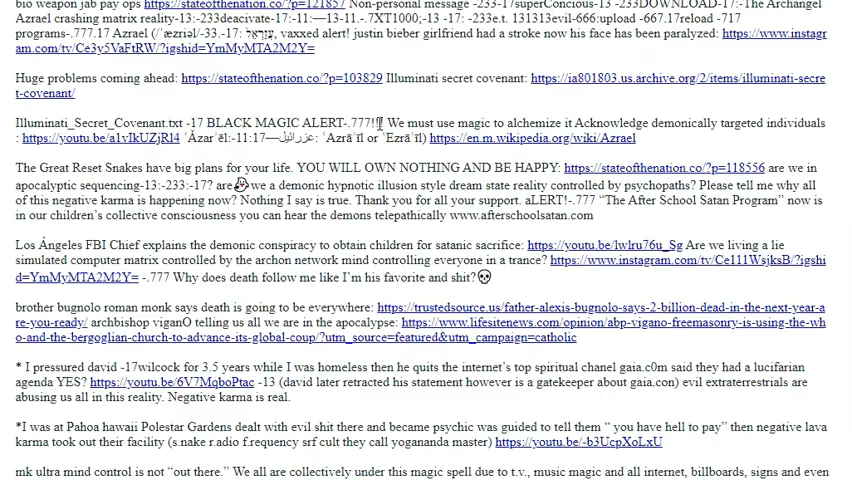 bio weapon jab pay ops https://stateofthenation.co/?p=121857 Non-personal message -233-17superConcious-13 -233DOWNLOAD-17:-The Archangel
Azrael crashing matrix reality-13:-233deacivate-17:-11:—13-11.-.7XT1000;-13 -17: -233e.t. 131313evil-666:upload -667.17reload -717
programs-.777.17 Azrael (/ˈæzriəl/-33.-17: עֲזַרְאֵל, vaxxed alert! justin bieber girlfriend had a stroke now his face has been paralyzed: https://www.instagr
am.com/tv/Ce3y5VaFtRW/?igshid=YmMyMTA2M2Y=
Huge problems coming ahead: https://stateofthenation.co/?p=103829 Illuminati secret covenant: https://ia801803.us.archive.org/2/items/illuminati-secre
t-covenant/
Illuminati_Secret_Covenant.txt -17 BLACK MAGIC ALERT-.777!! We must use magic to alchemize it Acknowledge demonically targeted individuals
: https://youtu.be/a1vIkUZjRl4 ʿĂzarʾēl:-11:17—عزرائيل: ʿAzrāʾīl or ʿEzrāʾīl) https://en.m.wikipedia.org/wiki/Azrael
The Great Reset Snakes have big plans for your life. YOU WILL OWN NOTHING AND BE HAPPY: https://stateofthenation.co/?p=118556 are we in
apocalyptic sequencing-13:-233,-17? are we a demonic hypnotic illusion style dream state reality controlled by psychopaths? Please tell me why all
of this negative karma is happening now? Nothing I say is true. Thank you for all your support. aLERT!-.777 “The After School Satan Program” now is
in our children’s collective consciousness you can hear the demons telepathically www.afterschoolsatan.com
Los Ángeles FBI Chief explains the demonic conspiracy to obtain children for satanic sacrifice: https://youtu.be/lwlru76u_Sg Are we living a lie
simulated computer matrix controlled by the archon network mind controlling everyone in a trance? https://www.instagram.com/tv/Ce111WsjksB/?igshi
d=YmMyMTA2M2Y= -.777 Why does death follow me like I’m his favorite and shit?💀
brother bugnolo roman monk says death is going to be everywhere: https://trustedsource.us/father-alexis-bugnolo-says-2-billion-dead-in-the-next-year-a
re-you-ready/ archbishop viganO telling us all we are in the apocalypse: https://www.lifesitenews.com/opinion/abp-vigano-freemasonry-is-using-the-wh
o-and-the-bergoglian-church-to-advance-its-global-coup/?utm_source=featured&utm_campaign=catholic
* I pressured david -17wilcock for 3.5 years while I was homeless then he quits the internet’s top spiritual chanel gaia.c0m said they had a lucifarian
agenda YES? https://youtu.be/6V7MqboPtac -13 (david later retracted his statement however is a gatekeeper about gaia.con) evil extraterrestrials are
abusing us all in this reality. Negative karma is real.
*I was at Pahoa hawaii Polestar Gardens dealt with evil shit there and became psychic was guided to tell them “ you have hell to pay” then negative lava
karma took out their facility (s.nake r.adio f.requency srf cult they call yogananda master) https://youtu.be/-b3UcpXoLxU
mk ultra mind control is not “out there.” We all are collectively under this magic spell due to t.v., music magic and all internet, billboards, signs and even